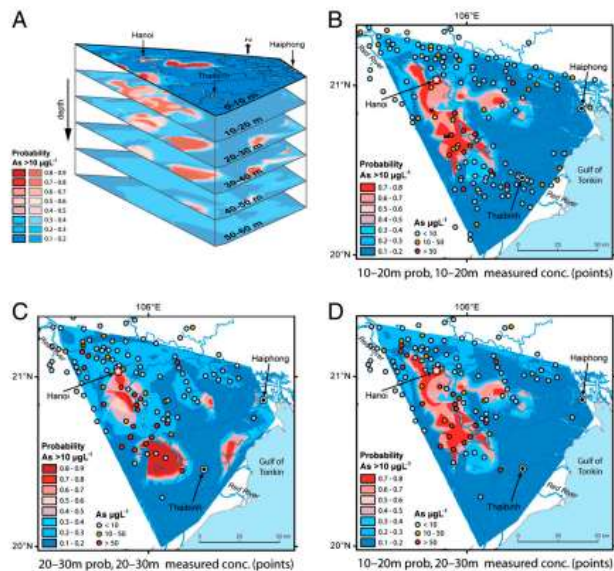 A
Hanoi
Haiphong
Thaibinh
depth
0-10 m
10-20 m
20-30 m
30-40 m
40-50 m
50-60 m
Probability
As >10 µgL⁻¹
0.8 - 0.9
0.7 - 0.8
0.6 - 0.7
0.5 - 0.6
0.4 - 0.5
0.3 - 0.4
0.2 - 0.3
0.1 - 0.2
B
106°E
Red River
21°N
Hanoi
Haiphong
Gulf of
Tonkin
Thaibinh
Red River
20°N
Probability
As >10 µgL⁻¹
0.7 - 0.8
0.6 - 0.7
0.5 - 0.6
0.4 - 0.5
0.3 - 0.4
0.2 - 0.3
0.1 - 0.2
As µgL⁻¹
< 10
10 - 50
> 50
10–20m prob, 10–20m measured conc. (points)
C
106°E
21°N
Hanoi
Haiphong
Gulf of
Tonkin
Thaibinh
Red River
20°N
Probability
As >10 µgL⁻¹
0.8 - 0.9
0.7 - 0.8
0.6 - 0.7
0.5 - 0.6
0.4 - 0.5
0.3 - 0.4
0.2 - 0.3
0.1 - 0.2
As µgL⁻¹
< 10
10 - 50
> 50
20–30m prob, 20–30m measured conc. (points)
D
106°E
21°N
Hanoi
Haiphong
Gulf of
Tonkin
Thaibinh
Red River
20°N
Probability
As >10 µgL⁻¹
0.7 - 0.8
0.6 - 0.7
0.5 - 0.6
0.4 - 0.5
0.3 - 0.4
0.2 - 0.3
0.1 - 0.2
As µgL⁻¹
< 10
10 - 50
> 50
10–20m prob, 20–30m measured conc. (points)